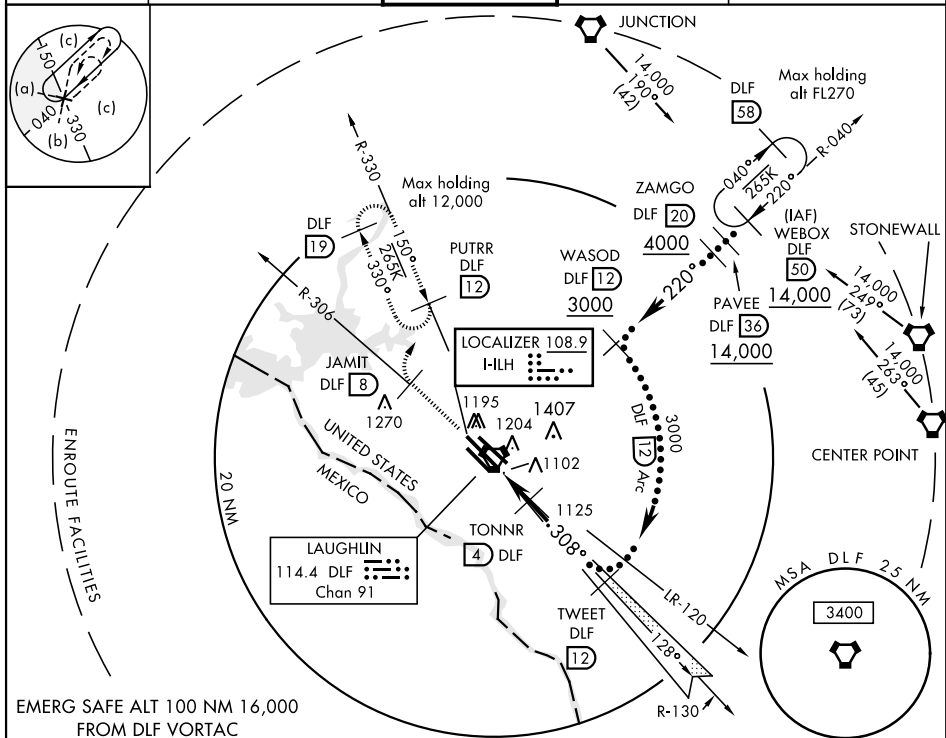 JUNCTION
14,000
190°
(42)
Max holding
alt FL270
DLF
58
R-040
040°
265K
220°
(c)
150
(a)
(c)
040
(b)
330
R-330
Max holding
alt 12,000
DLF
19
150°
265K
330°
PUTRR
DLF
12
R-306
ZAMGO
DLF 20
4000
WASOD
DLF 12
3000
220°
(IAF)
WEBOX
DLF
50
14,000
STONEWALL
14,000
249°
(73)
PAVEE
DLF 36
14,000
14,000
263°
(45)
CENTER POINT
LOCALIZER 108.9
I-ILH
JAMIT
DLF 8
1270
1195
1204
1407
1102
3000
DLF 12 Arc
UNITED STATES
MEXICO
ENROUTE FACILITIES
20 NM
1125
308°
TONNR
4 DLF
LAUGHLIN
114.4 DLF
Chan 91
TWEET
DLF
12
LR-120
128°
R-130
MSA DLF 25 NM
3400
EMERG SAFE ALT 100 NM 16,000
FROM DLF VORTAC